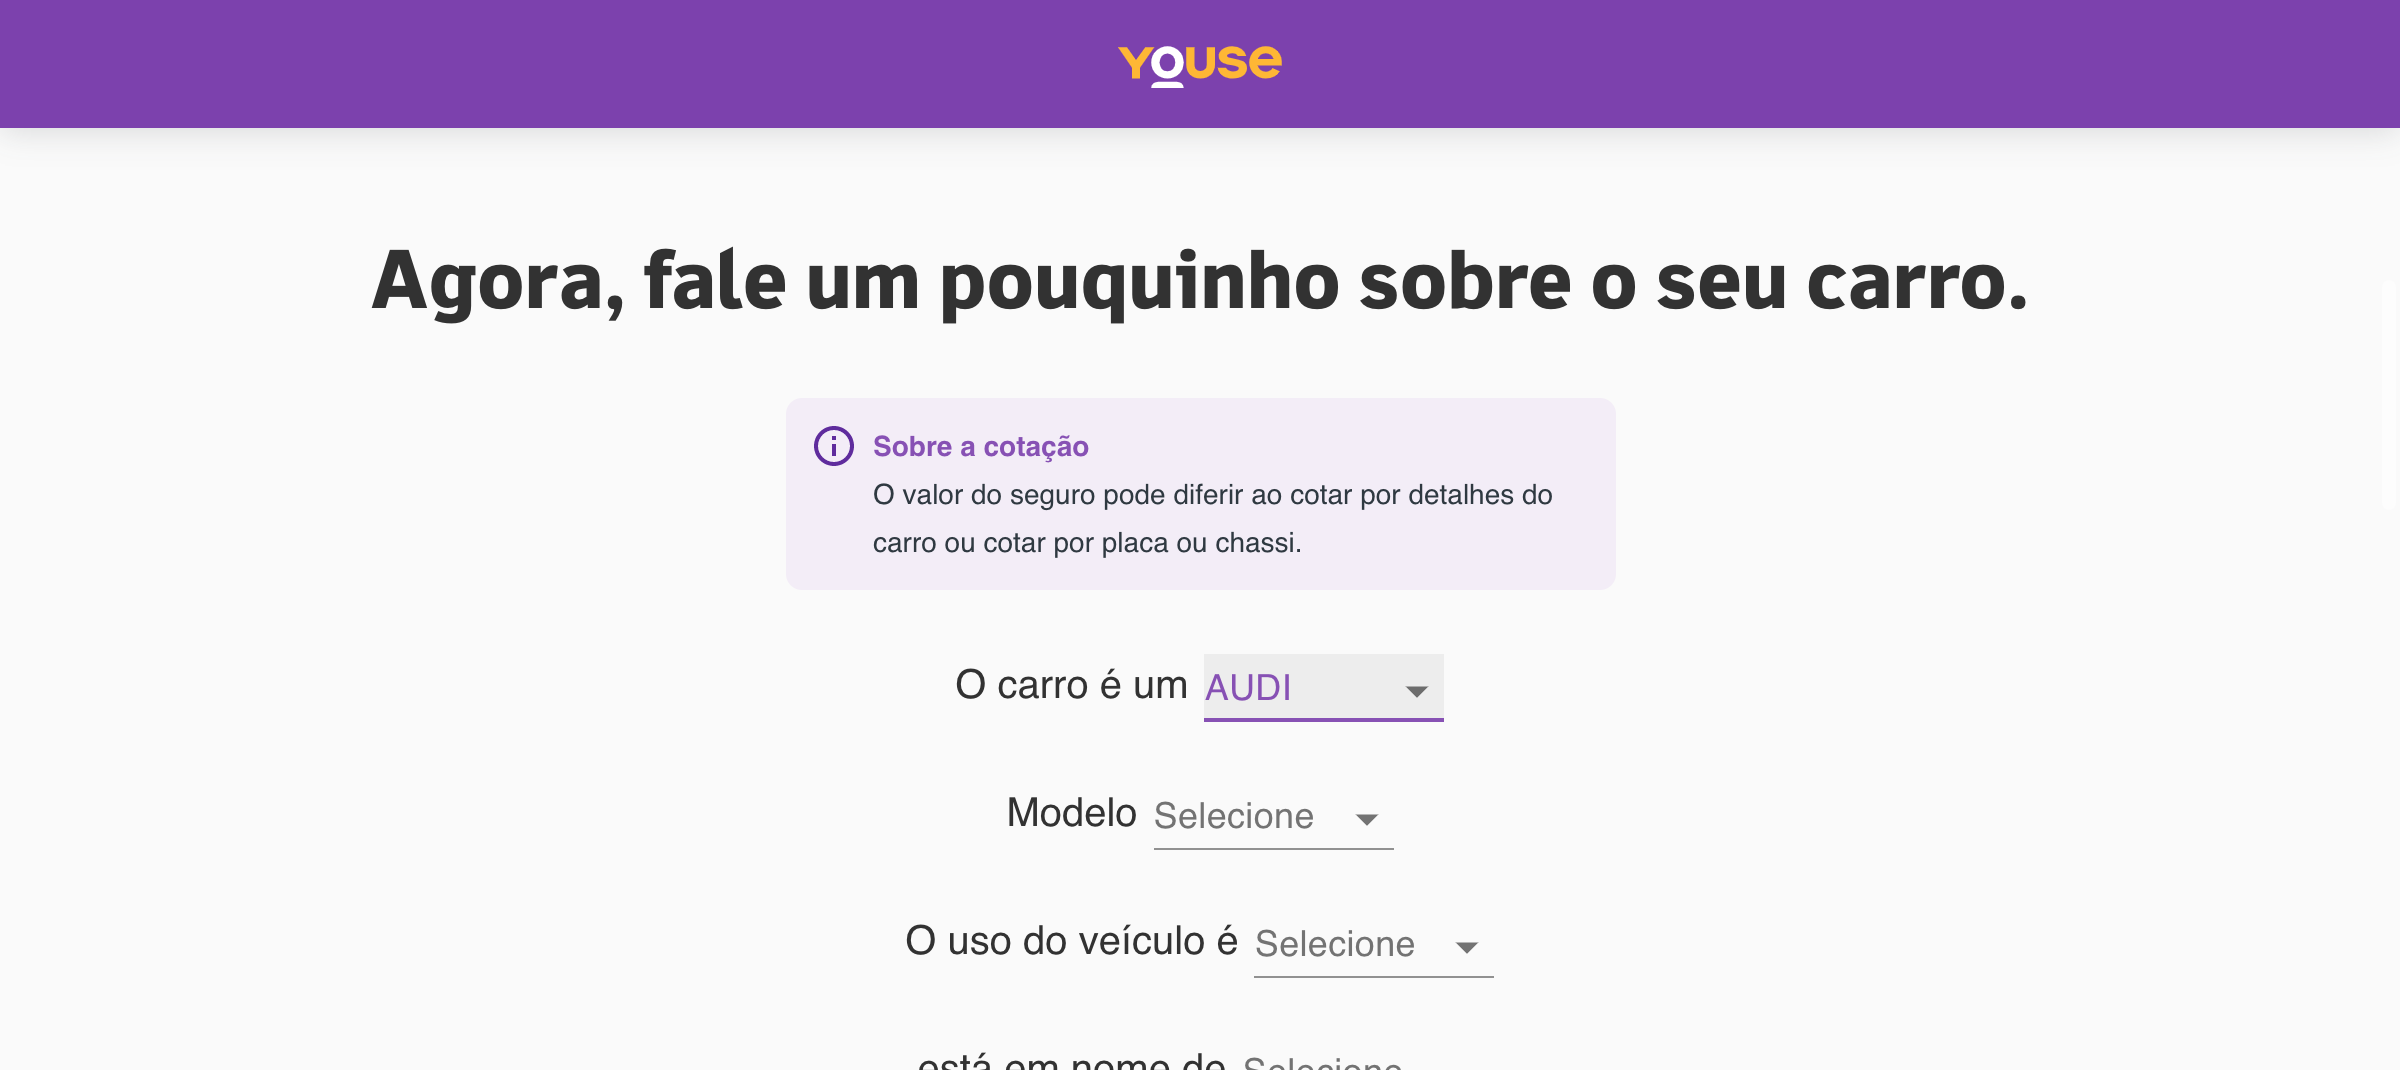 YOUSE
Agora, fale um pouquinho sobre o seu carro.
Sobre a cotação
O valor do seguro pode diferir ao cotar por detalhes do
carro ou cotar por placa ou chassi.
O carro é um AUDI
Modelo Selecione
O uso do veículo é Selecione
está em nome de Selecione